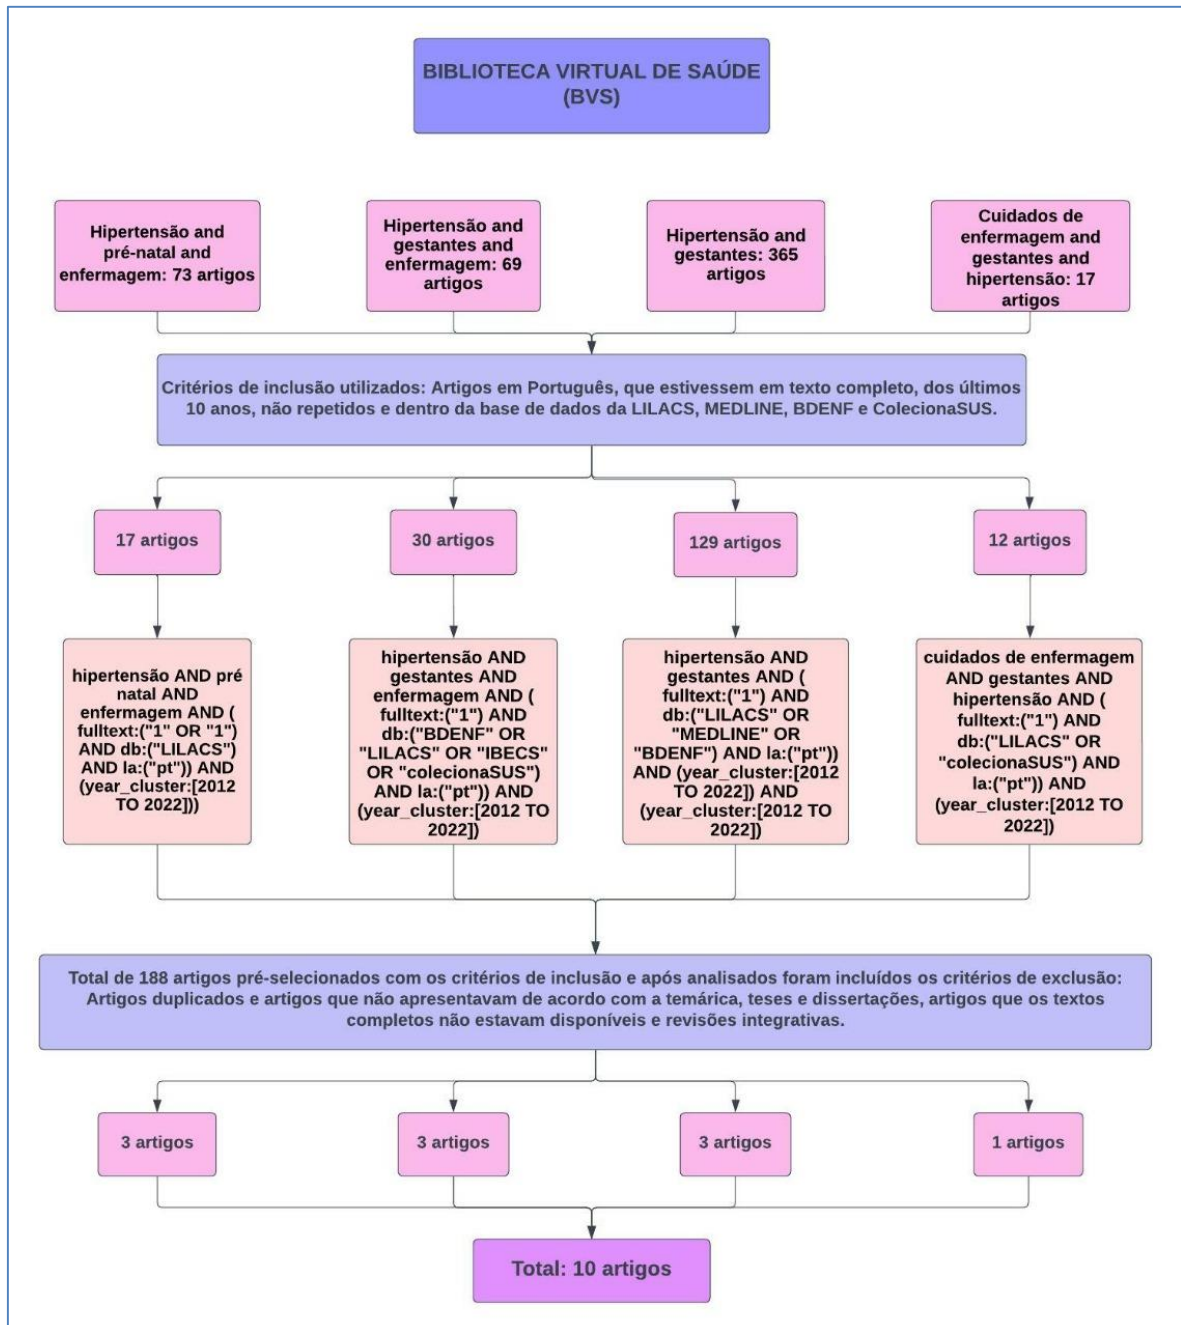 BIBLIOTECA VIRTUAL DE SAÚDE
(BVS)
Hipertensão and
pré-natal and
enfermagem: 73 artigos
Hipertensão and
gestantes and
enfermagem: 69
artigos
Hipertensão and
gestantes: 365
artigos
Cuidados de
enfermagem and
gestantes and
hipertensão: 17
artigos
Critérios de inclusão utilizados: Artigos em Português, que estivessem em texto completo, dos últimos
10 anos, não repetidos e dentro da base de dados da LILACS, MEDLINE, BDENF e ColecionaSUS.
17 artigos
30 artigos
129 artigos
12 artigos
hipertensão AND pré
natal AND
enfermagem AND (
fulltext:("1" OR "1")
AND db:("LILACS")
AND la:("pt")) AND
(year_cluster:[2012
TO 2022]))
hipertensão AND
gestantes AND
enfermagem AND (
fulltext:("1") AND
db:("BDENF" OR
"LILACS" OR "IBECS"
OR "colecionaSUS")
AND la:("pt")) AND
(year_cluster:[2012 TO
2022])
hipertensão AND
gestantes AND (
fulltext:("1") AND
db:("LILACS" OR
"MEDLINE" OR
"BDENF") AND la:("pt"))
AND (year_cluster:[2012
TO 2022]) AND
(year_cluster:[2012 TO
2022])
cuidados de enfermagem
AND gestantes AND
hipertensão AND (
fulltext:("1") AND
db:("LILACS" OR
"colecionaSUS") AND
la:("pt")) AND
(year_cluster:[2012 TO
2022])
Total de 188 artigos pré-selecionados com os critérios de inclusão e após analisados foram incluídos os critérios de exclusão:
Artigos duplicados e artigos que não apresentavam de acordo com a temárica, teses e dissertações, artigos que os textos
completos não estavam disponíveis e revisões integrativas.
3 artigos
3 artigos
3 artigos
1 artigos
Total: 10 artigos